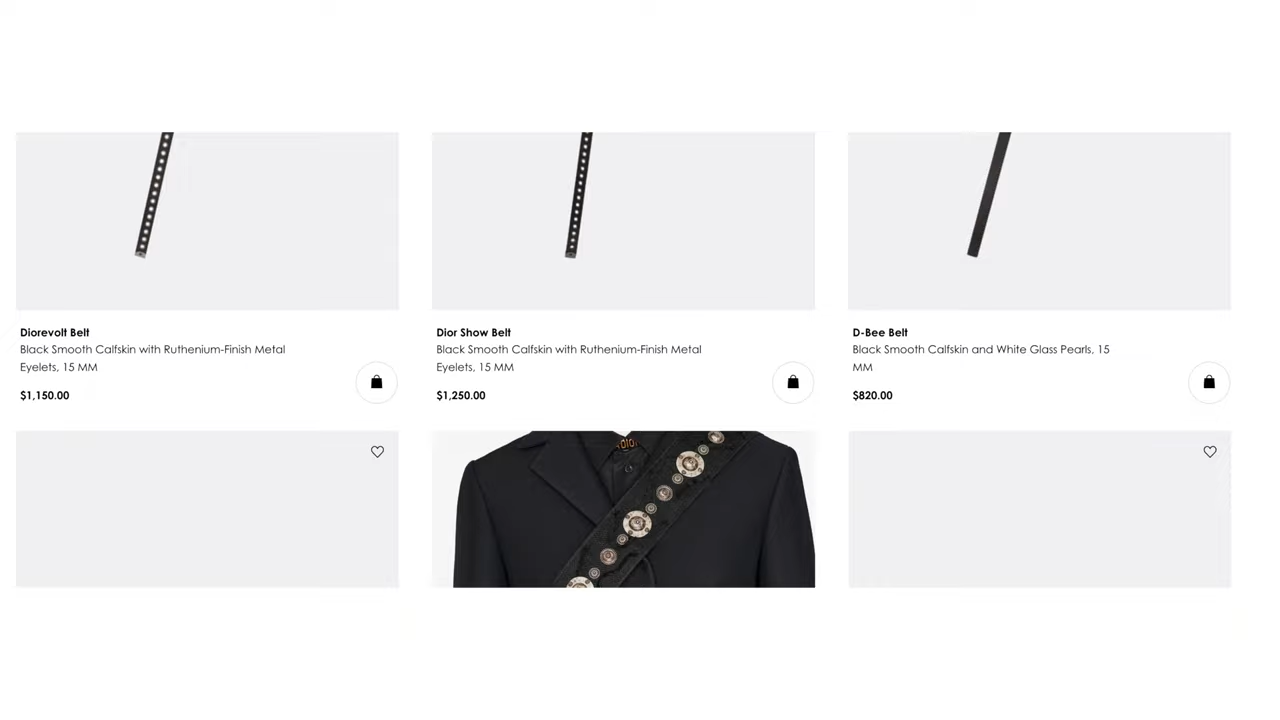 Diorevolt Belt
Black Smooth Calfskin with Ruthenium-Finish Metal
Eyelets, 15 MM
$1,150.00
Dior Show Belt
Black Smooth Calfskin with Ruthenium-Finish Metal
Eyelets, 15 MM
$1,250.00
D-Bee Belt
Black Smooth Calfskin and White Glass Pearls, 15
MM
$820.00